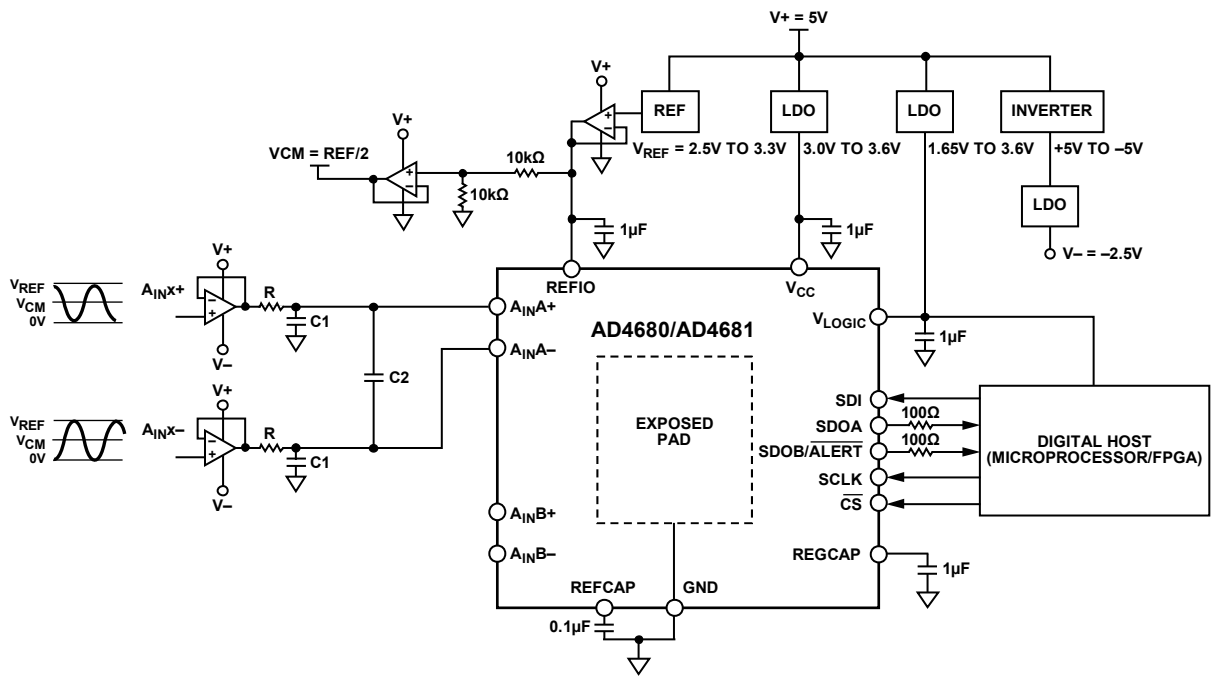 V+ = 5V
V+
REF
LDO
LDO
INVERTER
V+
VCM = REF/2
10kΩ
VREF = 2.5V TO 3.3V
3.0V TO 3.6V
1.65V TO 3.6V
+5V TO –5V
10kΩ
LDO
1µF
1µF
V– = –2.5V
V+
VREF
VCM
0V
AINx+
R
C1
V–
REFIO
VCC
AINA+
AD4680/AD4681
VLOGIC
1µF
AINA–
C2
V+
VREF
VCM
0V
AINx–
R
C1
V–
EXPOSED
PAD
SDI
SDOA
100Ω
SDOB/ALERT
100Ω
SCLK
CS
DIGITAL HOST
(MICROPROCESSOR/FPGA)
AINB+
AINB–
REGCAP
1µF
REFCAP
GND
0.1µF